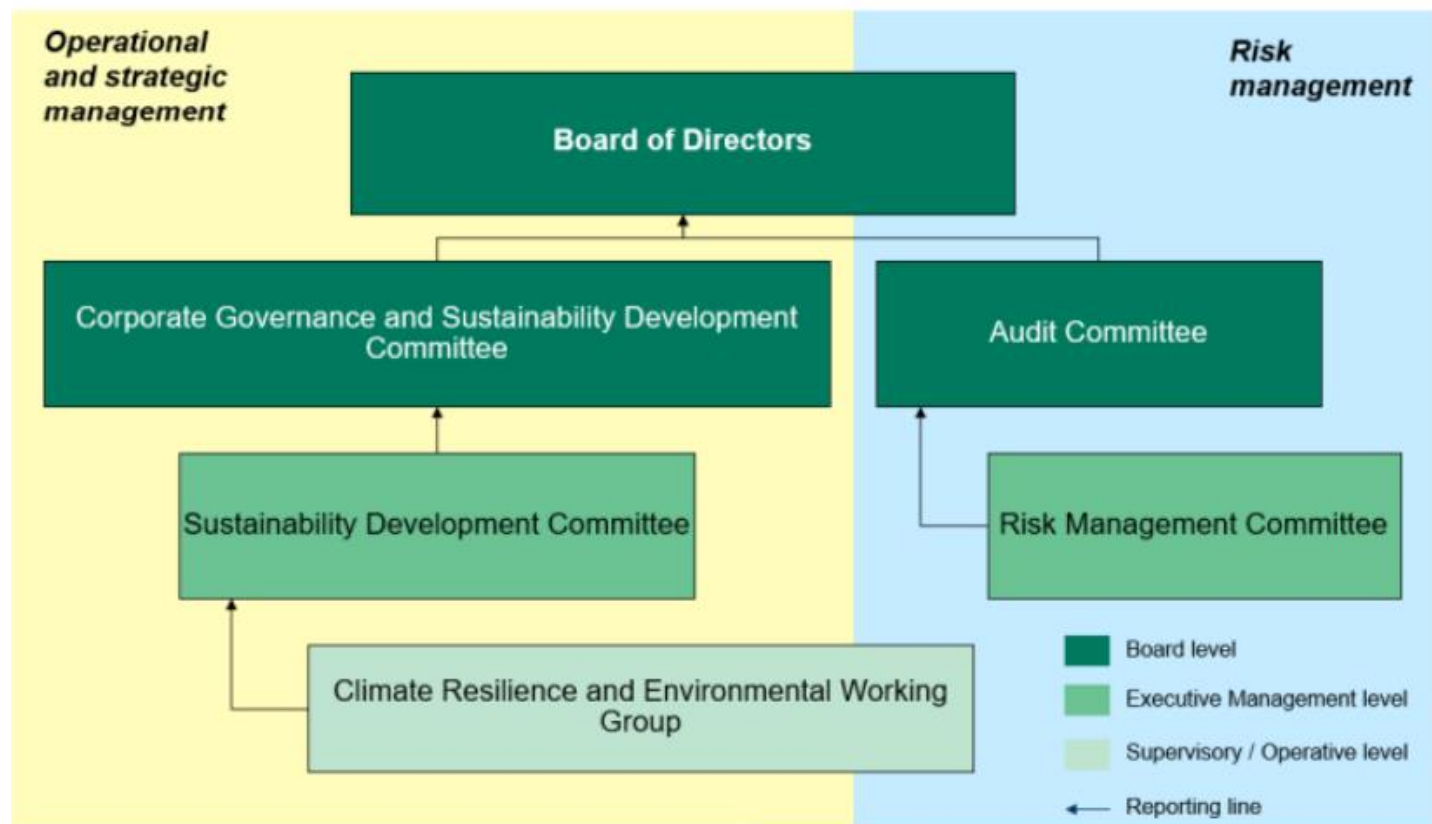 Operational
and strategic
management
Risk
management
Board of Directors
Corporate Governance and Sustainability Development
Committee
Audit Committee
Sustainability Development Committee
Risk Management Committee
Climate Resilience and Environmental Working
Group
Board level
Executive Management level
Supervisory / Operative level
Reporting line